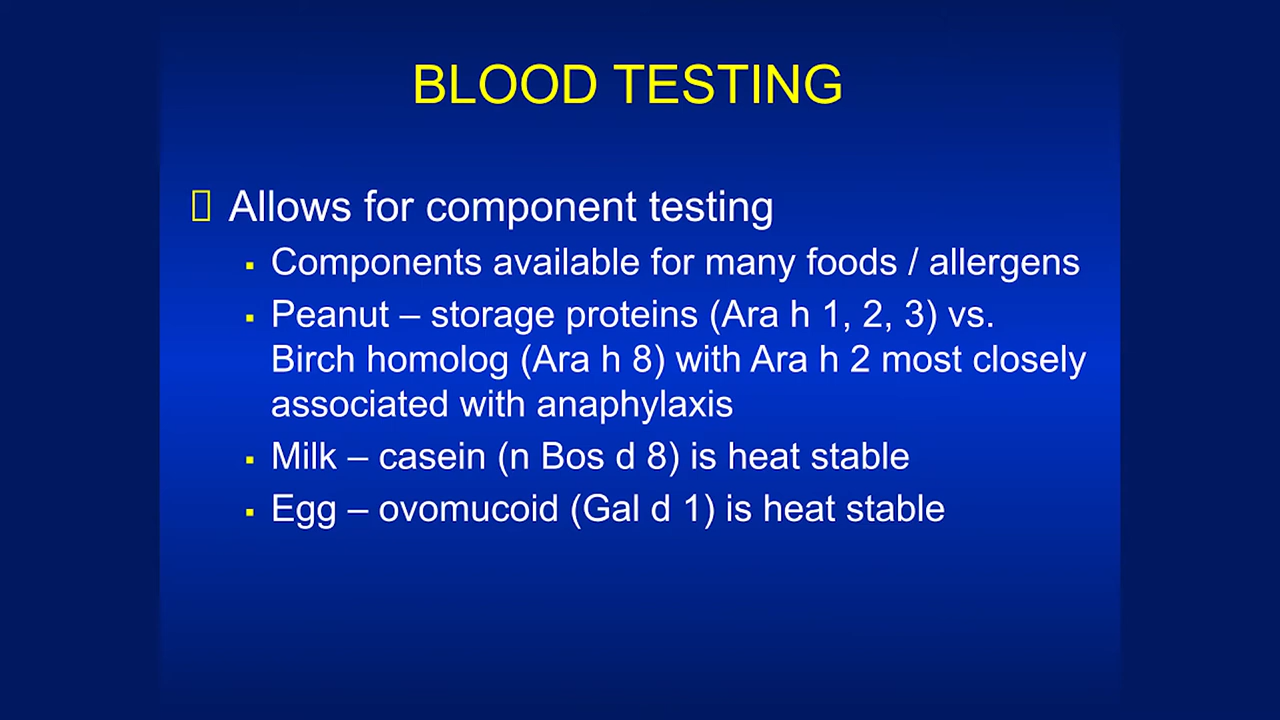 BLOOD TESTING
Allows for component testing
▪ Components available for many foods / allergens
▪ Peanut – storage proteins (Ara h 1, 2, 3) vs.
Birch homolog (Ara h 8) with Ara h 2 most closely
associated with anaphylaxis
▪ Milk – casein (n Bos d 8) is heat stable
▪ Egg – ovomucoid (Gal d 1) is heat stable